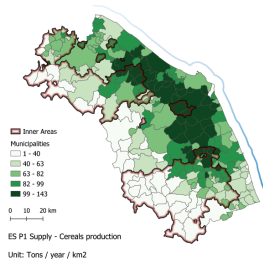 Inner Areas
Municipalities
1 - 40
40 - 63
63 - 82
82 - 99
99 - 143
0 10 20 km
ES P1 Supply - Cereals production
Unit: Tons / year / km2